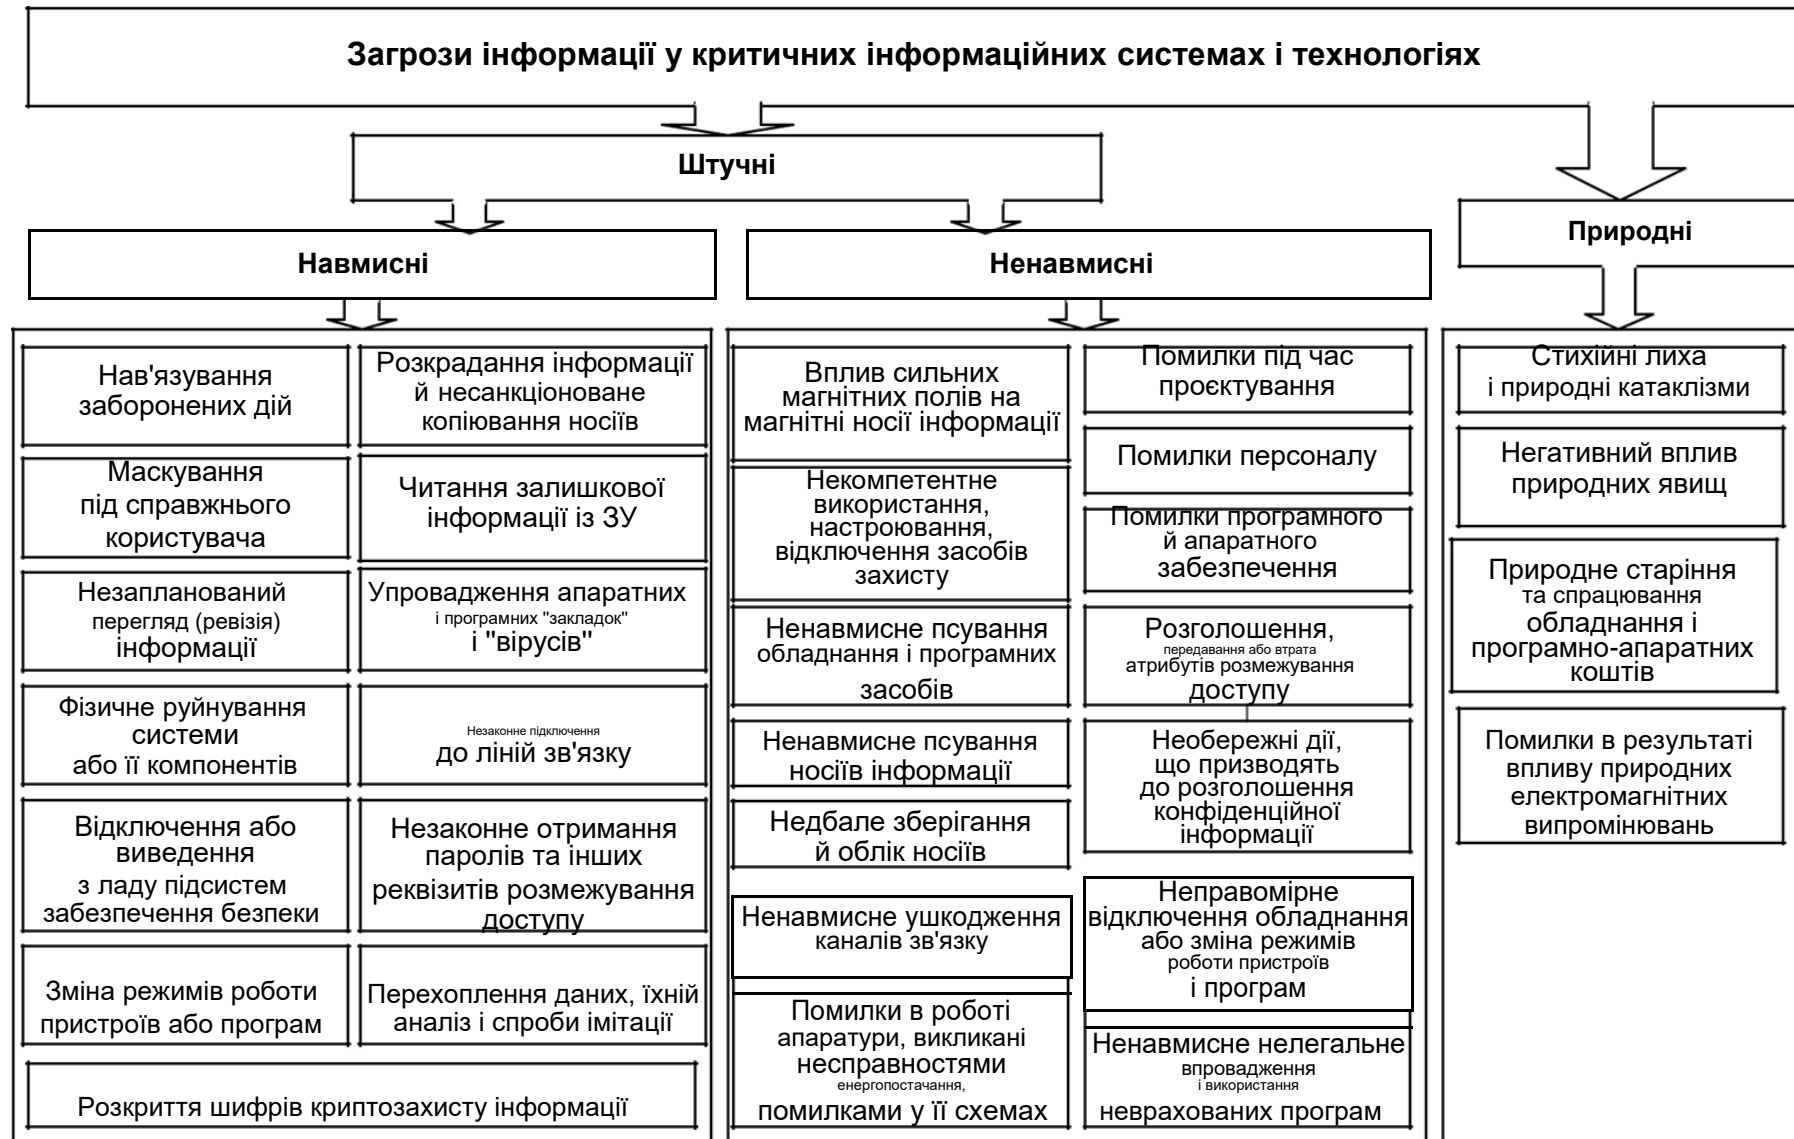 Загрози інформації у критичних інформаційних системах і технологіях
Штучні
Природні
Навмисні
Ненавмисні
Нав'язування
заборонених дій
Маскування
під справжнього
користувача
Незапланований
перегляд (ревізія)
інформації
Фізичне руйнування
системи
або її компонентів
Відключення або
виведення
з ладу підсистем
забезпечення безпеки
Зміна режимів роботи
пристроїв або програм
Розкрадання інформації
й несанкціоноване
копіювання носіїв
Читання залишкової
інформації із ЗУ
Упровадження апаратних
і програмних "закладок"
і "вірусів"
Незаконне підключення
до ліній зв'язку
Незаконне отримання
паролів та інших
реквізитів розмежування
доступу
Перехоплення даних, їхній
аналіз і спроби імітації
Розкриття шифрів криптозахисту інформації
Вплив сильних
магнітних полів на
магнітні носії інформації
Некомпетентне
використання,
настроювання,
відключення засобів
захисту
Ненавмисне псування
обладнання і програмних
засобів
Ненавмисне псування
носіїв інформації
Недбале зберігання
й облік носіїв
Ненавмисне ушкодження
каналів зв'язку
Помилки в роботі
апаратури, викликані
несправностями
енергопостачання,
помилками у її схемах
Помилки під час
проєктування
Помилки персоналу
Помилки програмного
й апаратного
забезпечення
Розголошення,
передавання або втрата
атрибутів розмежування
доступу
Необережні дії,
що призводять
до розголошення
конфіденційної
інформації
Неправомірне
відключення обладнання
або зміна режимів
роботи пристроїв
і програм
Ненавмисне нелегальне
впровадження
і використання
неврахованих програм
Стихійні лиха
і природні катаклізми
Негативний вплив
природних явищ
Природне старіння
та спрацювання
обладнання і
програмно-апаратних
коштів
Помилки в результаті
впливу природних
електромагнітних
випромінювань